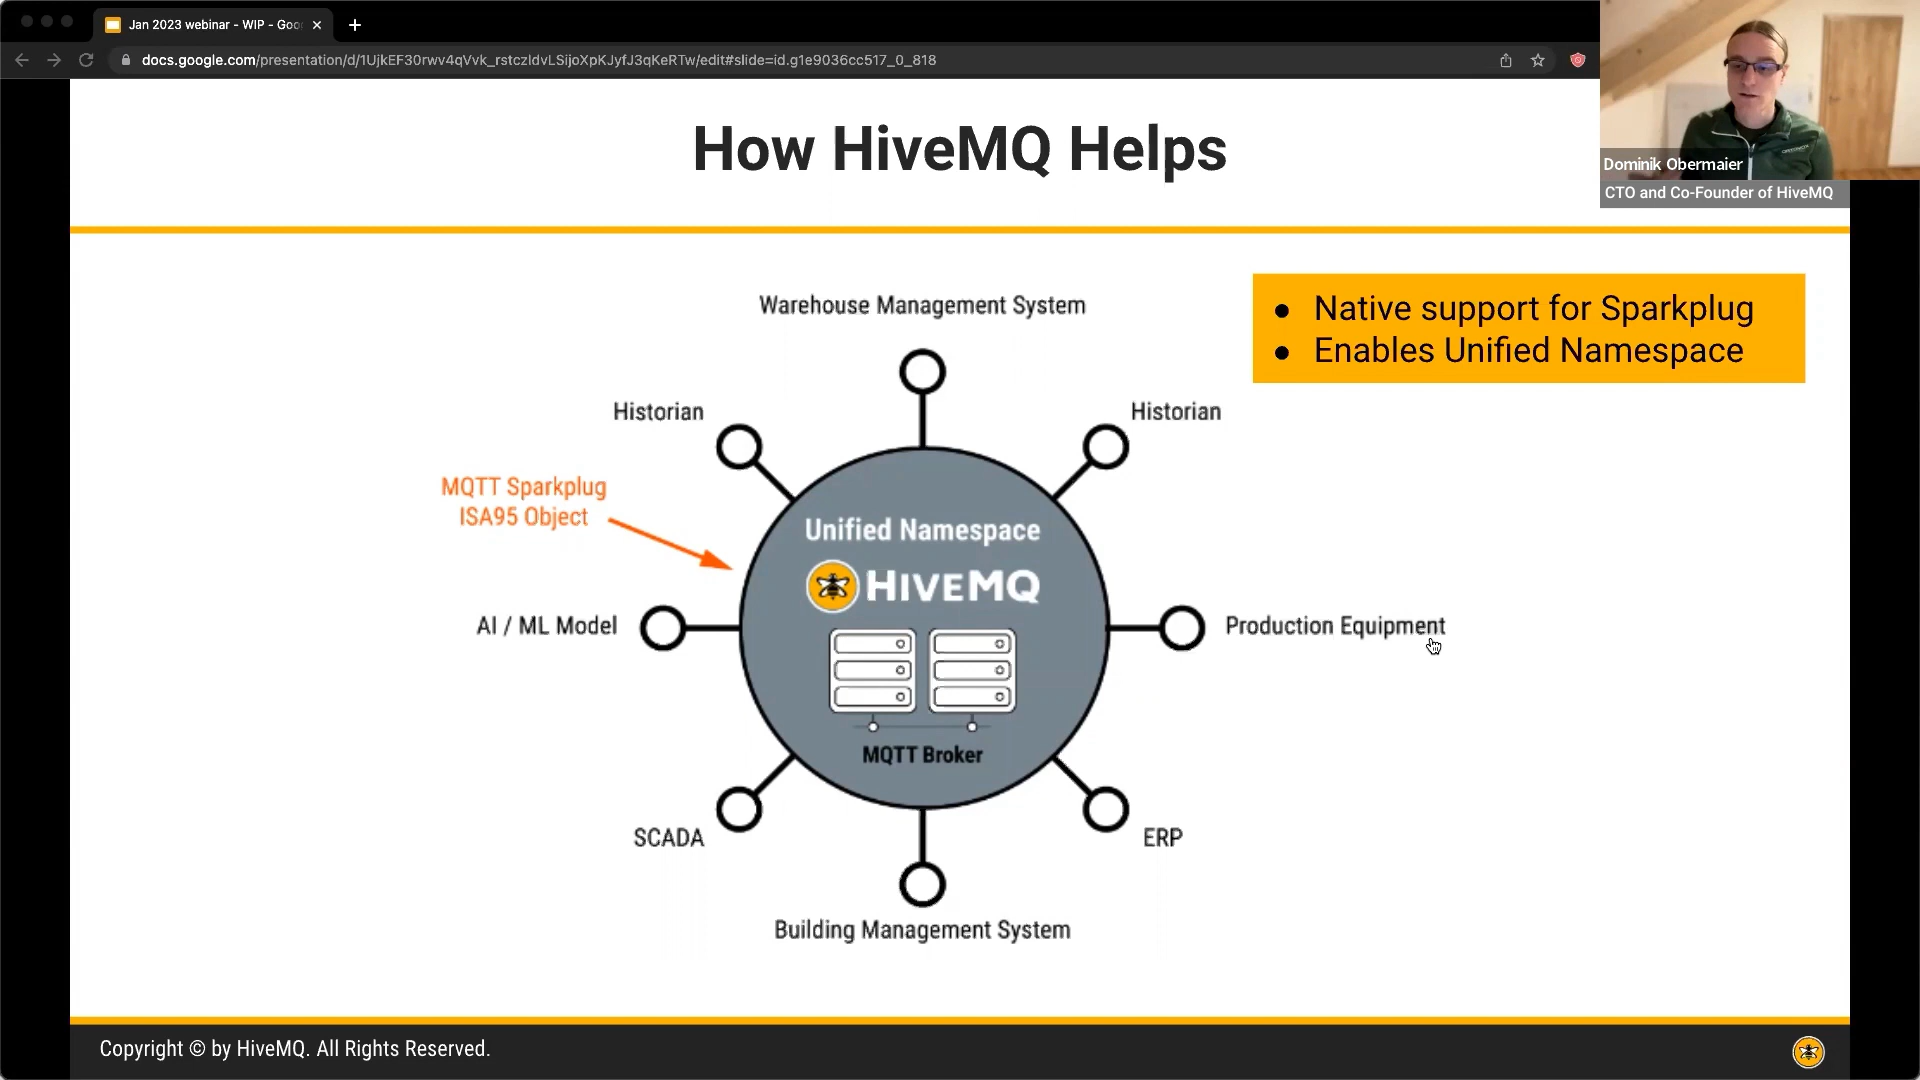 Jan 2023 webinar - WIP - Goo
docs.google.com/presentation/d/1UjkEF30rwv4qVvk_rstczIdvLSijoXpKJyfJ3qKeRTw/edit#slide=id.g1e9036cc517_0_818
Dominik Obermaier
CTO and Co-Founder of HiveMQ
How HiveMQ Helps
Native support for Sparkplug
Enables Unified Namespace
Warehouse Management System
Historian
Historian
MQTT Sparkplug
ISA95 Object
Unified Namespace
HIVEMQ
AI / ML Model
Production Equipment
MQTT Broker
SCADA
ERP
Building Management System
Copyright © by HiveMQ. All Rights Reserved.